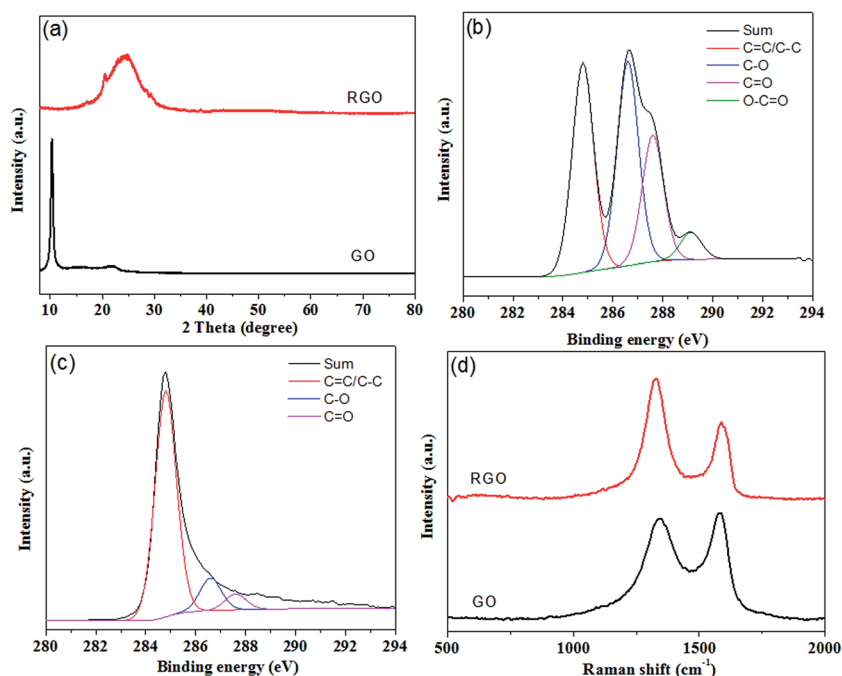 (a)
RGO
GO
Intensity (a.u.)
10 20 30 40 50 60 70 80
2 Theta (degree)
(b)
Sum
C=C/C-C
C-O
C=O
O-C=O
Intensity (a.u.)
280 282 284 286 288 290 292 294
Binding energy (eV)
(c)
Sum
C=C/C-C
C-O
C=O
Intensity (a.u.)
280 282 284 286 288 290 292 294
Binding energy (eV)
(d)
RGO
GO
Intensity (a.u.)
500 1000 1500 2000
Raman shift (cm⁻¹)